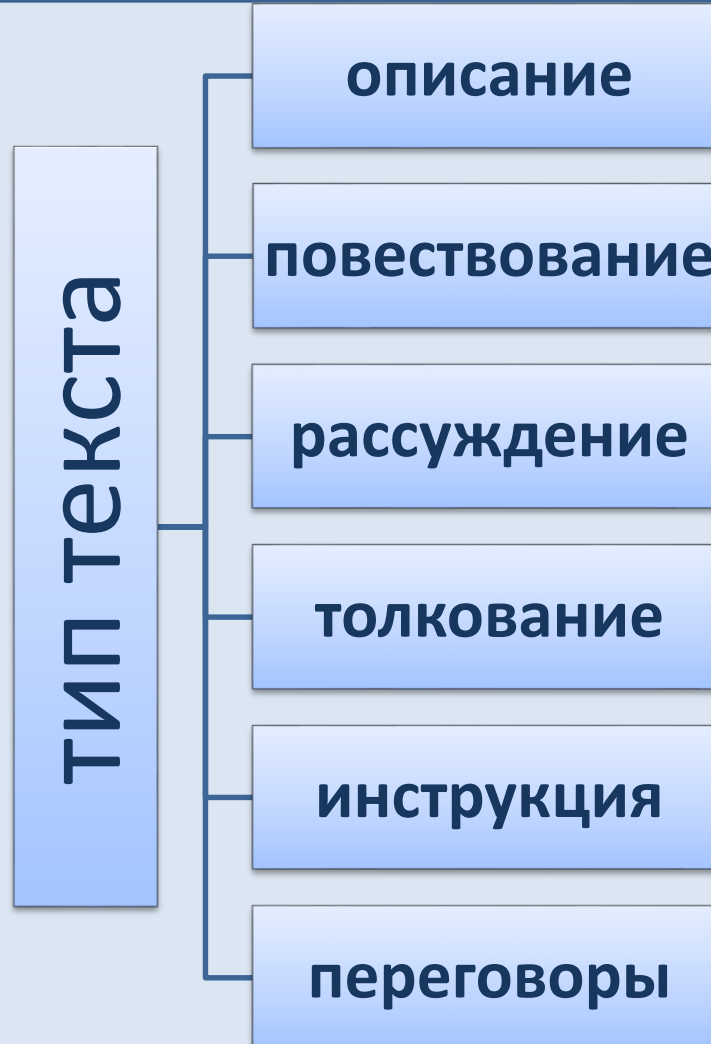 тип текста
описание
повествование
рассуждение
толкование
инструкция
переговоры